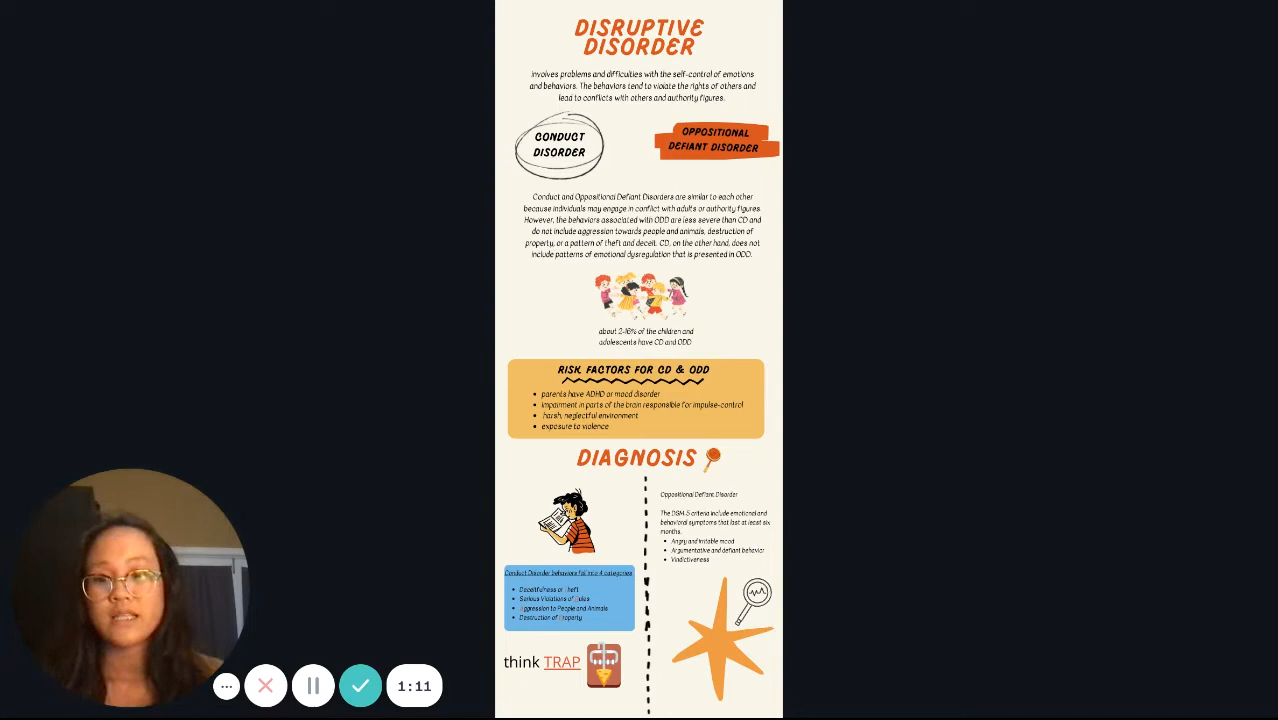 DISRUPTIVE
DISORDER
involves problems and difficulties with the self-control of emotions
and behaviors. The behaviors tend to violate the rights of others and
lead to conflicts with others and authority figures.
CONDUCT
DISORDER
OPPOSITIONAL
DEFIANT DISORDER
Conduct and Oppositional Defiant Disorders are similar to each other
because individuals may engage in conflict with adults or authority figures.
However, the behaviors associated with ODD are less severe than CD and
do not include aggression towards people and animals, destruction of
property, or a pattern of theft and deceit. CD, on the other hand, does not
include patterns of emotional dysregulation that is presented in ODD.
about 2-16% of the children and
adolescents have CD and ODD
RISK FACTORS FOR CD & ODD
• parents have ADHD or mood disorder
• impairment in parts of the brain responsible for impulse-control
• harsh, neglectful environment
• exposure to violence
DIAGNOSIS
Conduct Disorder behaviors fall into 4 categories
• Deceitfulness or Theft
• Serious Violations of Rules
• Aggression to People and Animals
• Destruction of Property
think TRAP
Oppositional Defiant Disorder
The DSM-5 criteria include emotional and
behavioral symptoms that last at least six
months.
• Angry and irritable mood
• Argumentative and defiant behavior
• Vindictiveness
1:11